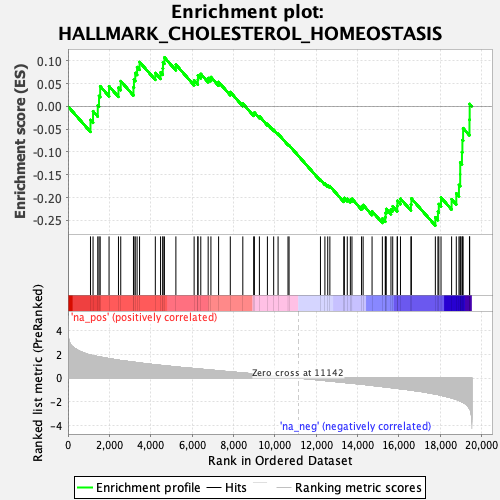 Enrichment plot:
HALLMARK_CHOLESTEROL_HOMEOSTASIS
Enrichment score (ES)
0.10
0.05
0.00
-0.05
-0.10
-0.15
-0.20
-0.25
'na_pos' (positively correlated)
Ranked list metric (PreRanked)
4
2
0
-2
-4
Zero cross at 11142
'na_neg' (negatively correlated)
0
2,000
4,000
6,000
8,000
10,000
12,000
14,000
16,000
18,000
20,000
Rank in Ordered Dataset
Enrichment profile
Hits
Ranking metric scores